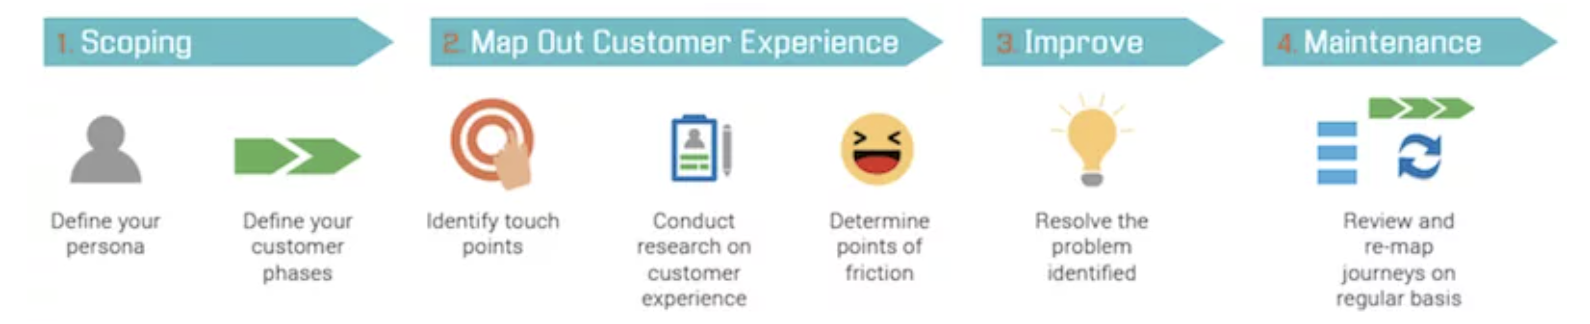 1. Scoping
2. Map Out Customer Experience
3. Improve
4. Maintenance
Define your
persona
Define your
customer
phases
Identify touch
points
Conduct
research on
customer
experience
Determine
points of
friction
Resolve the
problem
identified
Review and
re-map
journeys on
regular basis